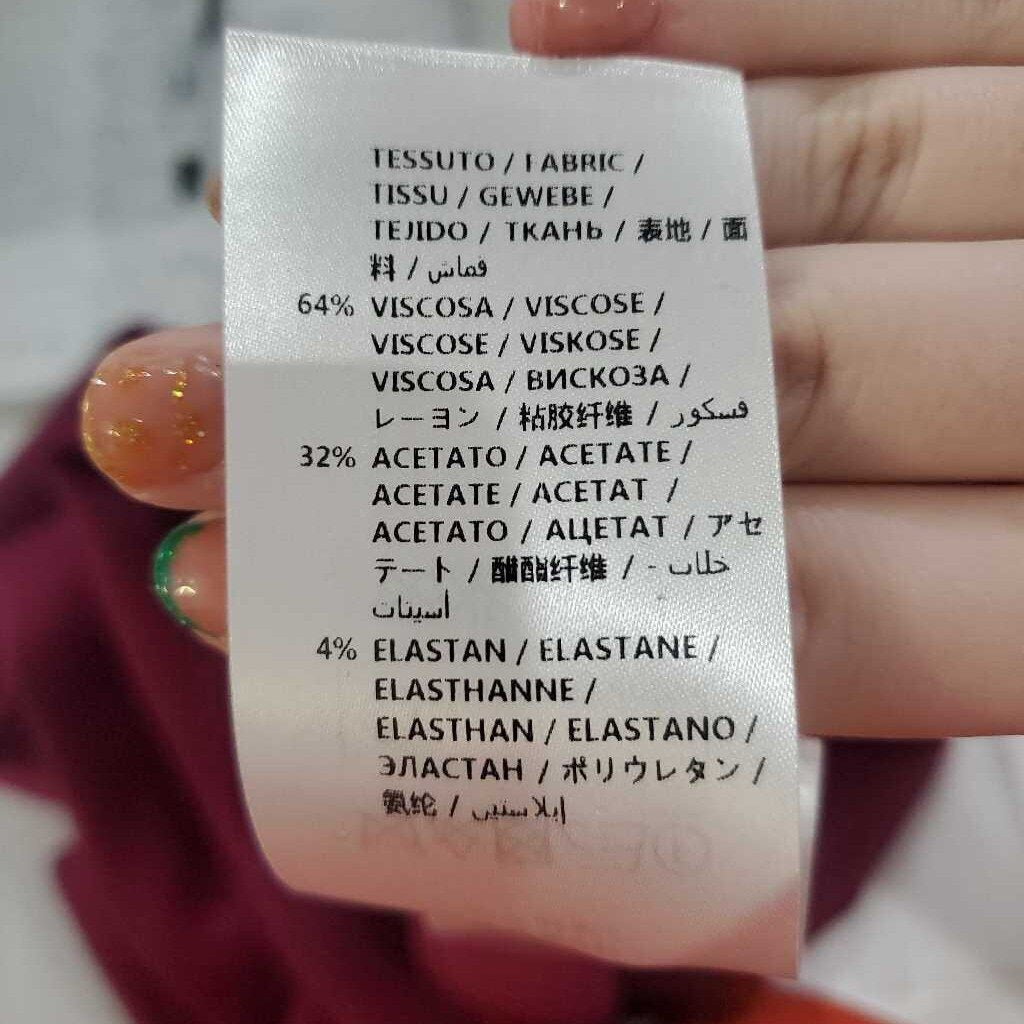 TESSUTO / FABRIC /
TISSU / GEWEBE /
TEJIDO / ТКАНЬ / 表地 / 面
料 / قماش
64% VISCOSA / VISCOSE /
VISCOSE / VISKOSE /
VISCOSA / ВИСКОЗА /
レーヨン / 粘胶纤维 / فسكوز
32% ACETATO / ACETATE /
ACETATE / ACETAT /
ACETATO / АЦЕТАТ / アセ
テート / 醋酯纤维 / خلات -
أسيتات
4% ELASTAN / ELASTANE /
ELASTHANNE /
ELASTHAN / ELASTANO /
ЭЛАСТАН / ポリウレタン /
氨纶 /